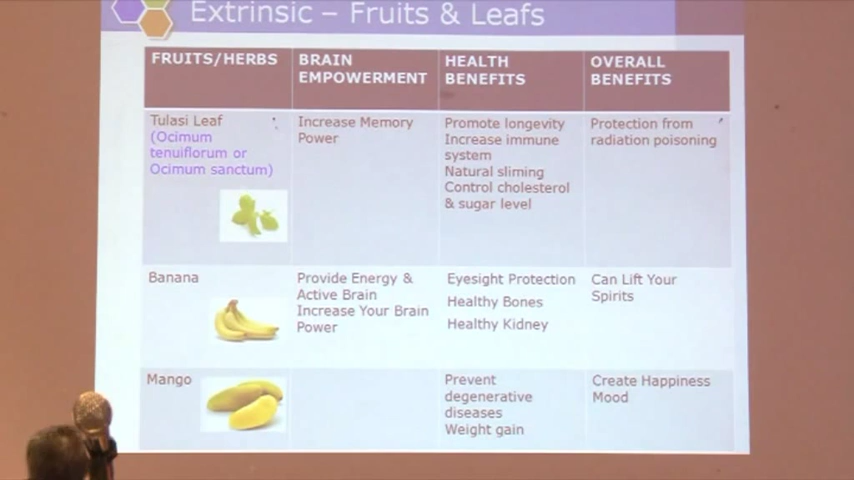 Extrinsic – Fruits & Leafs
FRUITS/HERBS
BRAIN
EMPOWERMENT
HEALTH
BENEFITS
OVERALL
BENEFITS
Tulasi Leaf
(Ocimum
tenuiflorum or
Ocimum sanctum)
Increase Memory
Power
Promote longevity
Increase immune
system
Natural sliming
Control cholesterol
& sugar level
Protection from
radiation poisoning
Banana
Provide Energy &
Active Brain
Increase Your Brain
Power
Eyesight Protection
Healthy Bones
Healthy Kidney
Can Lift Your
Spirits
Mango
Prevent
degenerative
diseases
Weight gain
Create Happiness
Mood